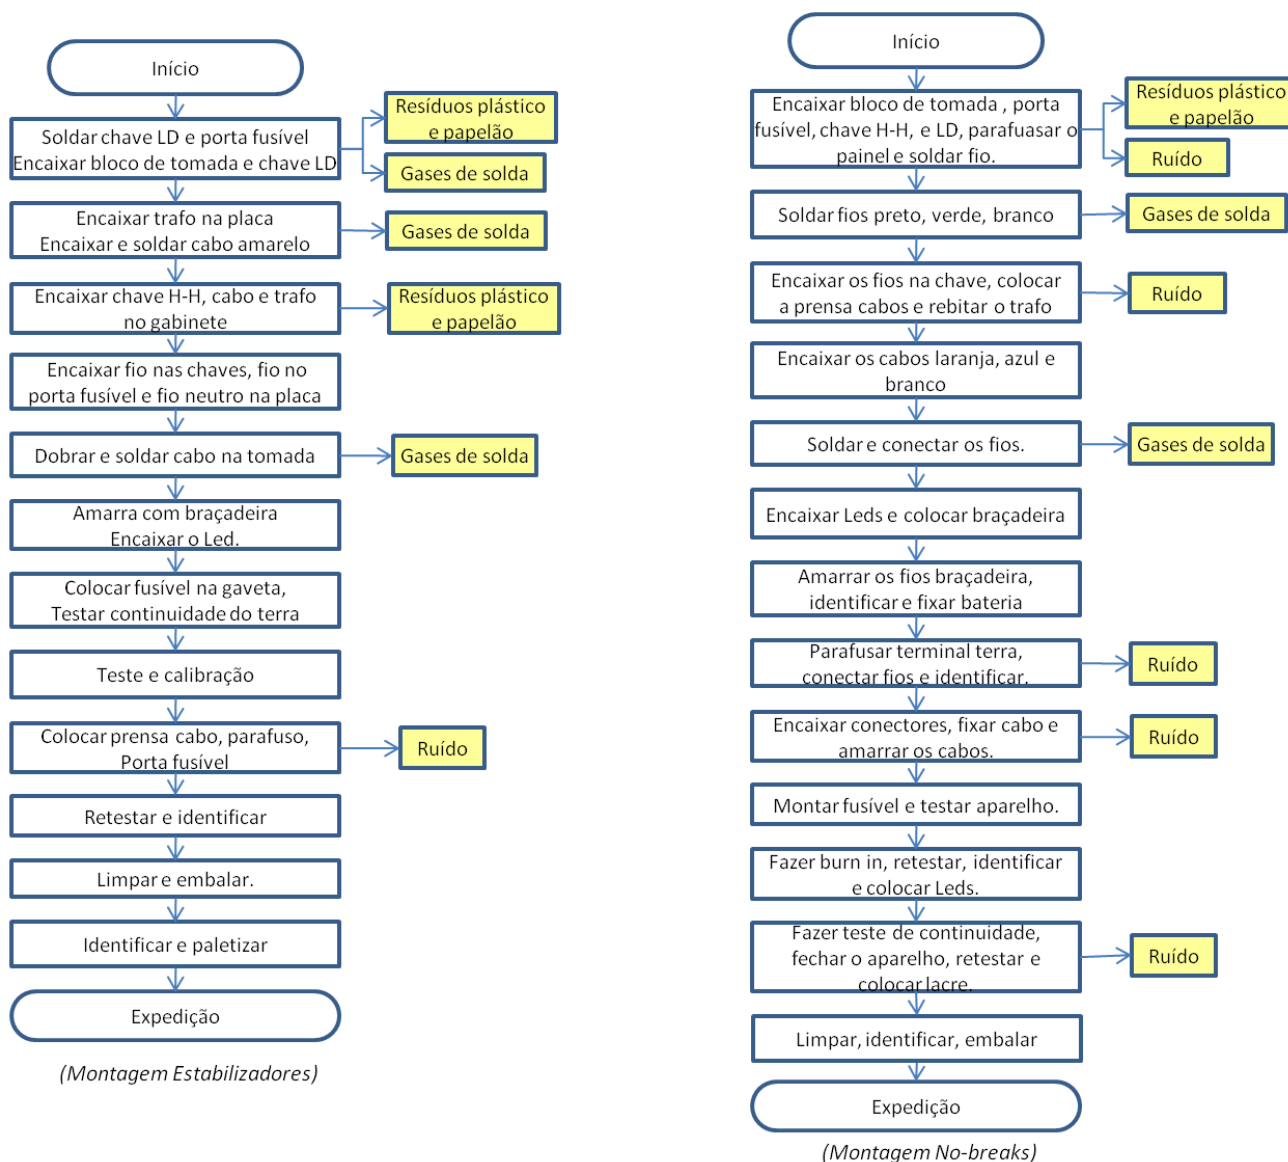 Início
Soldar chave LD e porta fusível
Encaixar bloco de tomada e chave LD
Resíduos plástico
e papelão
Gases de solda
Encaixar trafo na placa
Encaixar e soldar cabo amarelo
Gases de solda
Encaixar chave H-H, cabo e trafo
no gabinete
Resíduos plástico
e papelão
Encaixar fio nas chaves, fio no
porta fusível e fio neutro na placa
Dobrar e soldar cabo na tomada
Gases de solda
Amarra com braçadeira
Encaixar o Led.
Colocar fusível na gaveta,
Testar continuidade do terra
Teste e calibração
Colocar prensa cabo, parafuso,
Porta fusível
Ruído
Retestar e identificar
Limpar e embalar.
Identificar e paletizar
Expedição
(Montagem Estabilizadores)
Início
Encaixar bloco de tomada , porta
fusível, chave H-H, e LD, parafuasar o
painel e soldar fio.
Resíduos plástico
e papelão
Ruído
Soldar fios preto, verde, branco
Gases de solda
Encaixar os fios na chave, colocar
a prensa cabos e rebitar o trafo
Ruído
Encaixar os cabos laranja, azul e
branco
Soldar e conectar os fios.
Gases de solda
Encaixar Leds e colocar braçadeira
Amarrar os fios braçadeira,
identificar e fixar bateria
Parafusar terminal terra,
conectar fios e identificar.
Ruído
Encaixar conectores, fixar cabo e
amarrar os cabos.
Ruído
Montar fusível e testar aparelho.
Fazer burn in, retestar, identificar
e colocar Leds.
Fazer teste de continuidade,
fechar o aparelho, retestar e
colocar lacre.
Ruído
Limpar, identificar, embalar
Expedição
(Montagem No-breaks)